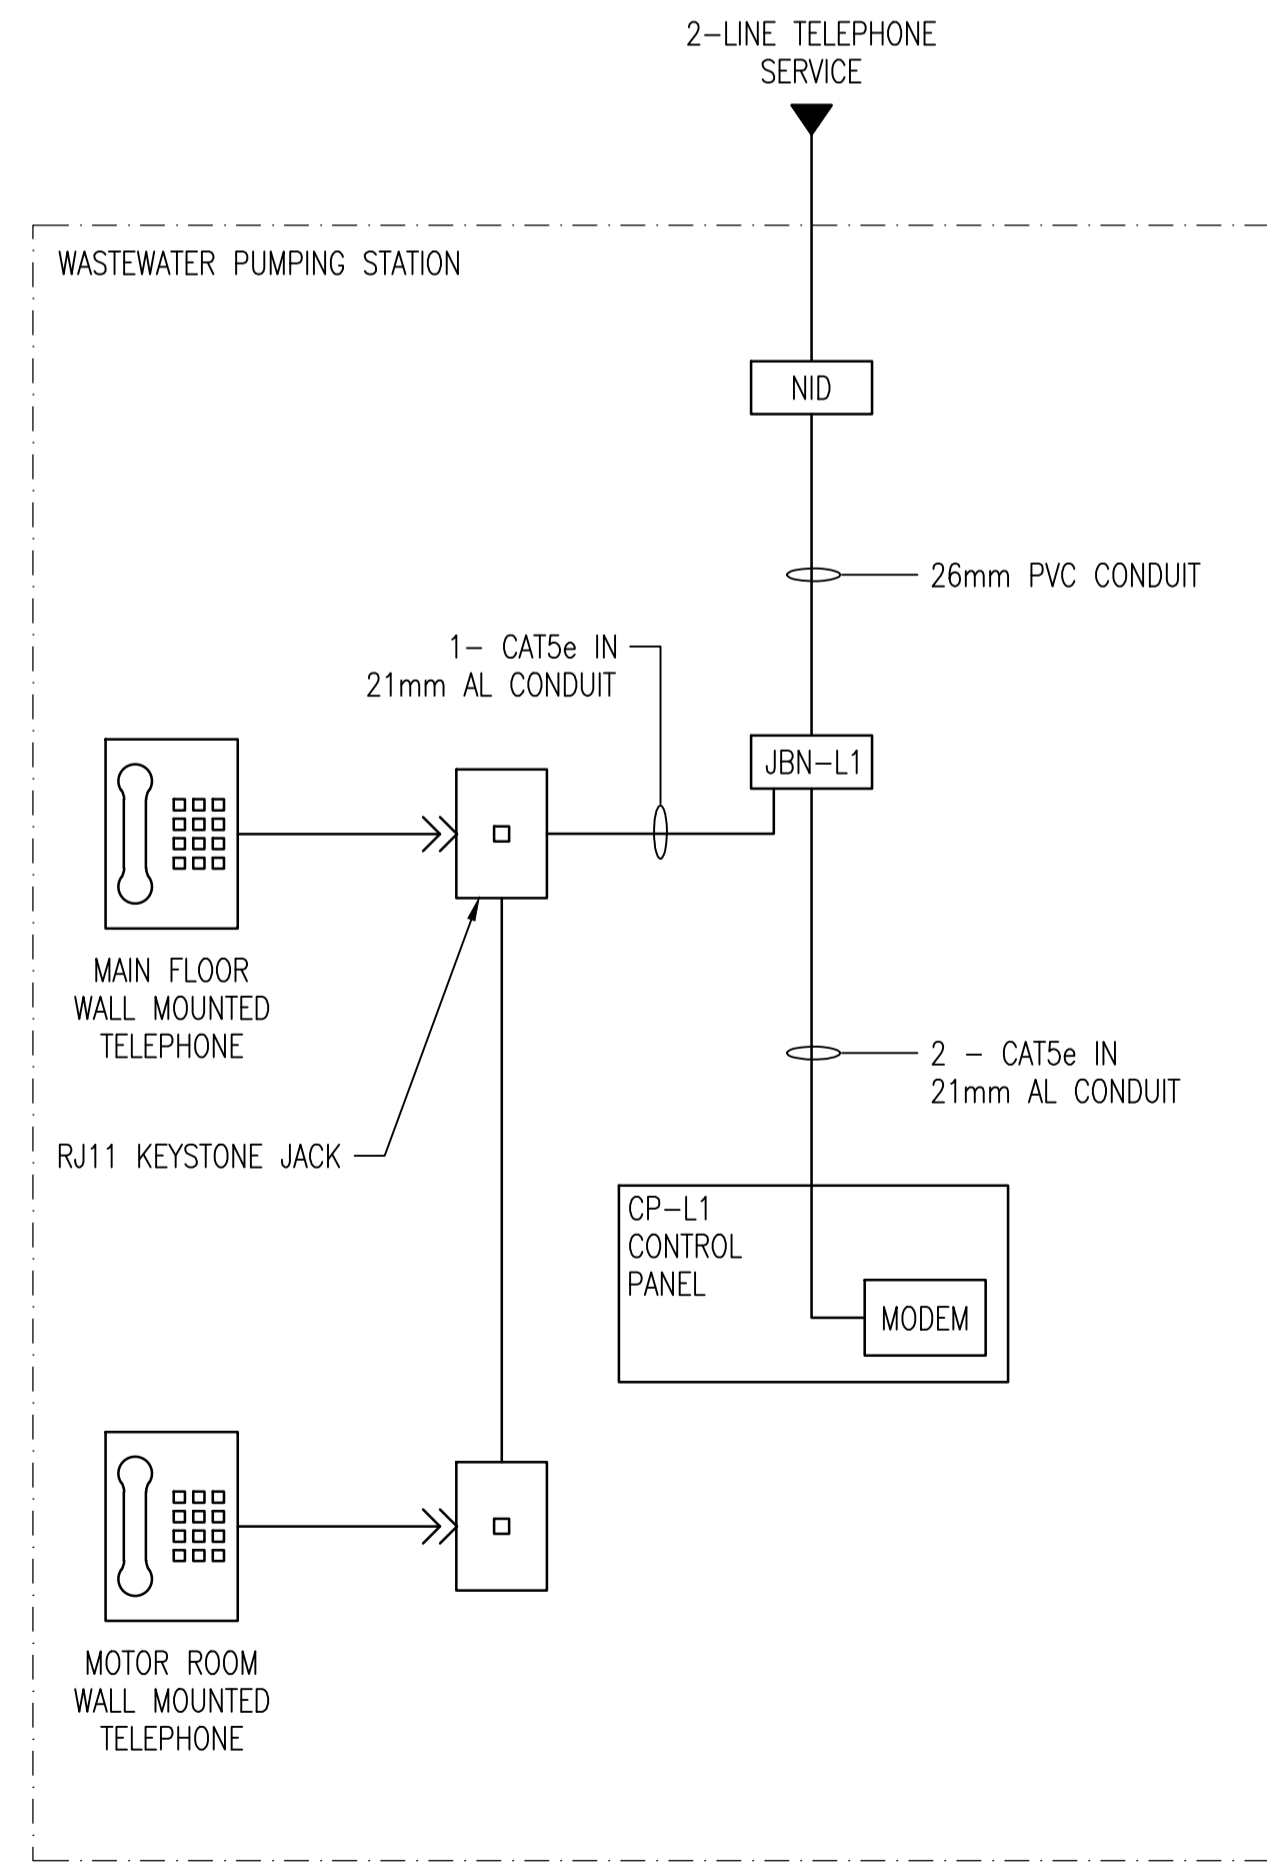 2-LINE TELEPHONE
SERVICE
WASTEWATER PUMPING STATION
NID
26mm PVC CONDUIT
1- CAT5e IN
21mm AL CONDUIT
JBN-L1
MAIN FLOOR
WALL MOUNTED
TELEPHONE
2 - CAT5e IN
21mm AL CONDUIT
RJ11 KEYSTONE JACK
CP-L1
CONTROL
PANEL
MODEM
MOTOR ROOM
WALL MOUNTED
TELEPHONE